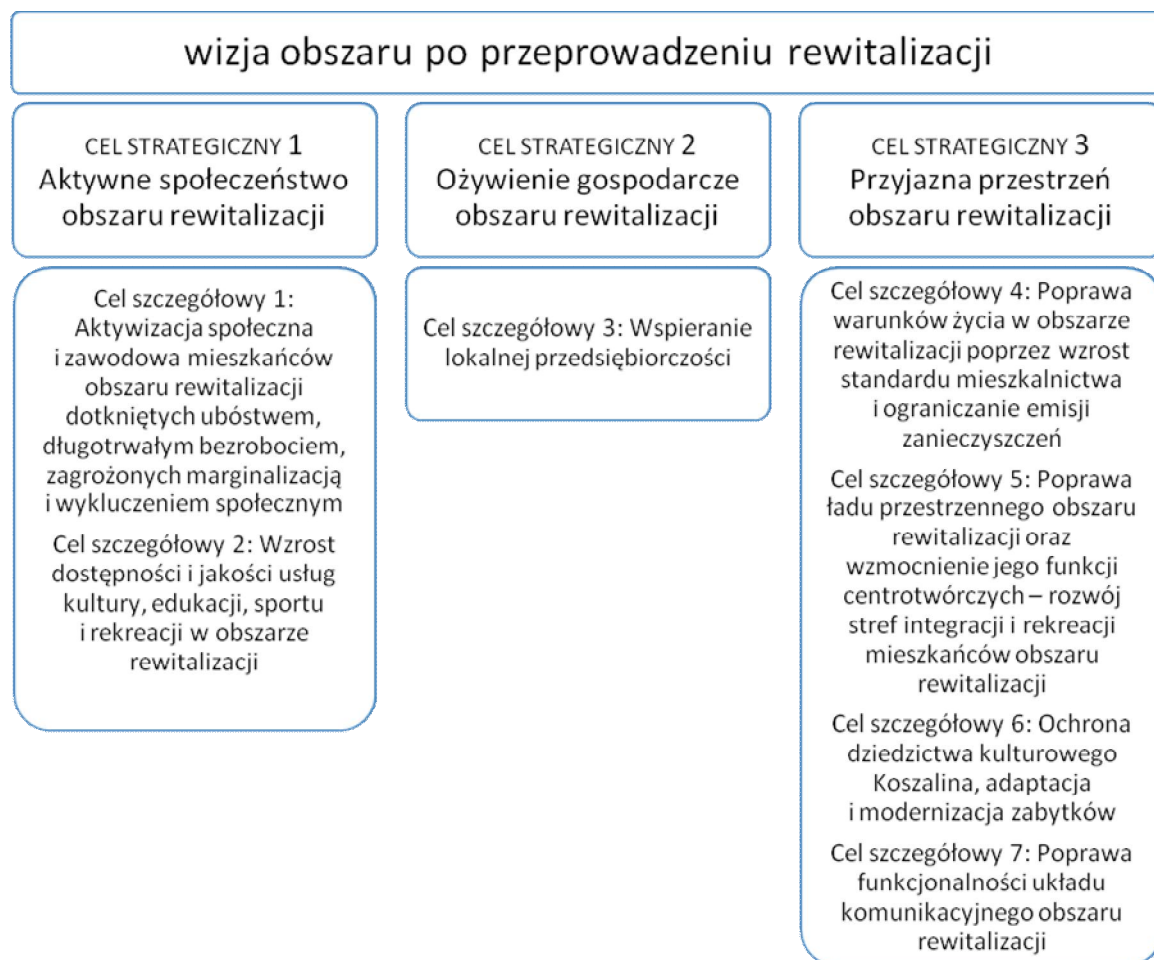 wizja obszaru po przeprowadzeniu rewitalizacji
CEL STRATEGICZNY 1
Aktywne społeczeństwo
obszaru rewitalizacji
Cel szczegółowy 1:
Aktywizacja społeczna
i zawodowa mieszkańców
obszaru rewitalizacji
dotkniętych ubóstwem,
długotrwałym bezrobociem,
zagrożonych marginalizacją
i wykluczeniem społecznym
Cel szczegółowy 2: Wzrost
dostępności i jakości usług
kultury, edukacji, sportu
i rekreacji w obszarze
rewitalizacji
CEL STRATEGICZNY 2
Ożywienie gospodarcze
obszaru rewitalizacji
Cel szczegółowy 3: Wspieranie
lokalnej przedsiębiorczości
CEL STRATEGICZNY 3
Przyjazna przestrzeń
obszaru rewitalizacji
Cel szczegółowy 4: Poprawa
warunków życia w obszarze
rewitalizacji poprzez wzrost
standardu mieszkalnictwa
i ograniczanie emisji
zanieczyszczeń
Cel szczegółowy 5: Poprawa
ładu przestrzennego obszaru
rewitalizacji oraz
wzmocnienie jego funkcji
centrotwórczych – rozwój
stref integracji i rekreacji
mieszkańców obszaru
rewitalizacji
Cel szczegółowy 6: Ochrona
dziedzictwa kulturowego
Koszalina, adaptacja
i modernizacja zabytków
Cel szczegółowy 7: Poprawa
funkcjonalności układu
komunikacyjnego obszaru
rewitalizacji